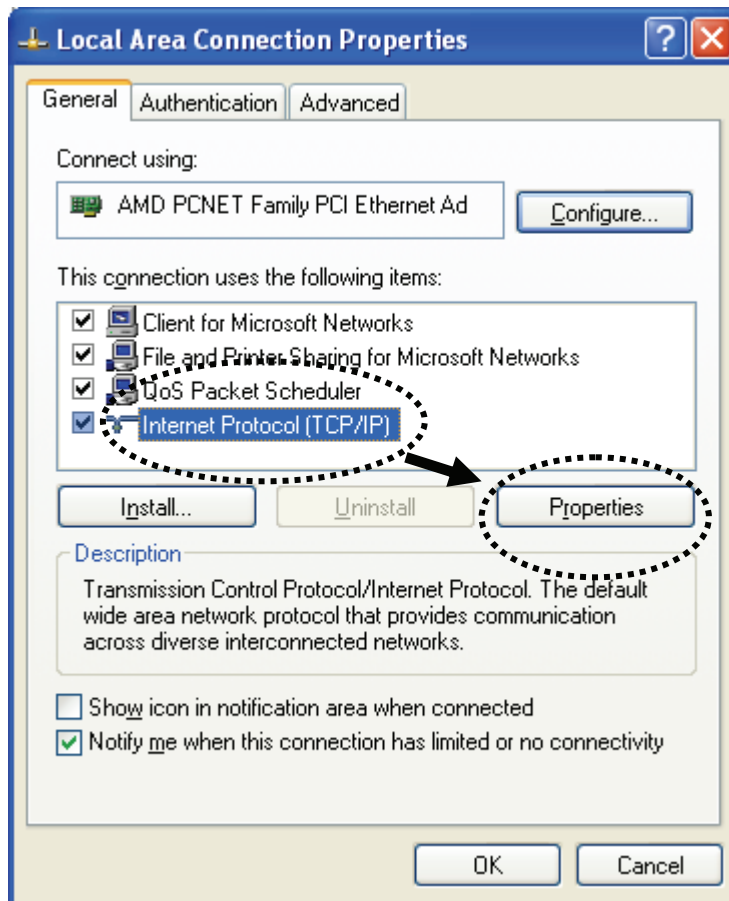 Local Area Connection Properties
?
General Authentication Advanced
Connect using:
AMD PCNET Family PCI Ethernet Ad
Configure...
This connection uses the following items:
Client for Microsoft Networks
File and Printer Sharing for Microsoft Networks
QoS Packet Scheduler
Internet Protocol (TCP/IP)
Install... Uninstall Properties
Description
Transmission Control Protocol/Internet Protocol. The default
wide area network protocol that provides communication
across diverse interconnected networks.
Show icon in notification area when connected
Notify me when this connection has limited or no connectivity
OK Cancel